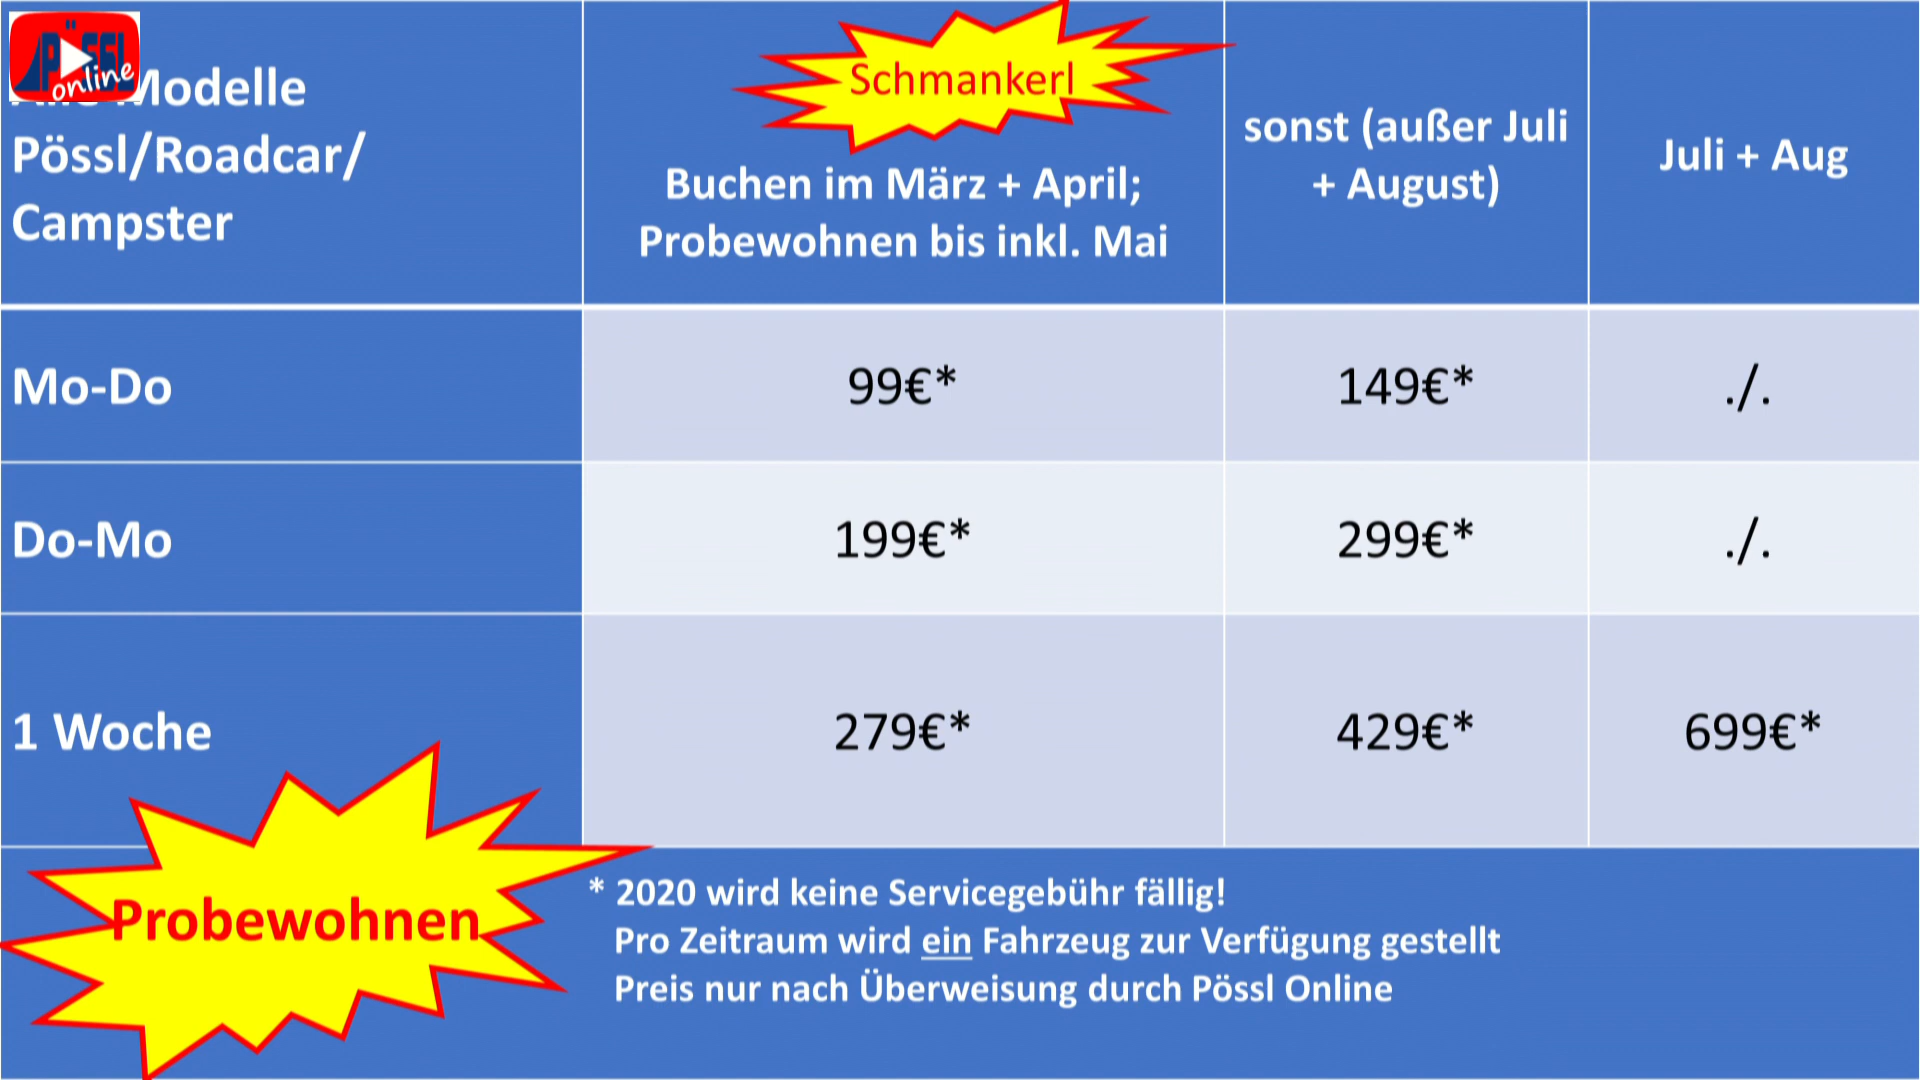 PÖSSL
online
Modelle
Pössl/Roadcar/
Campster
Schmankerl
Buchen im März + April;
Probewohnen bis inkl. Mai
sonst (außer Juli
+ August)
Juli + Aug
Mo-Do
99€*
149€*
./.
Do-Mo
199€*
299€*
./.
1 Woche
279€*
429€*
699€*
Probewohnen
* 2020 wird keine Servicegebühr fällig!
Pro Zeitraum wird ein Fahrzeug zur Verfügung gestellt
Preis nur nach Überweisung durch Pössl Online